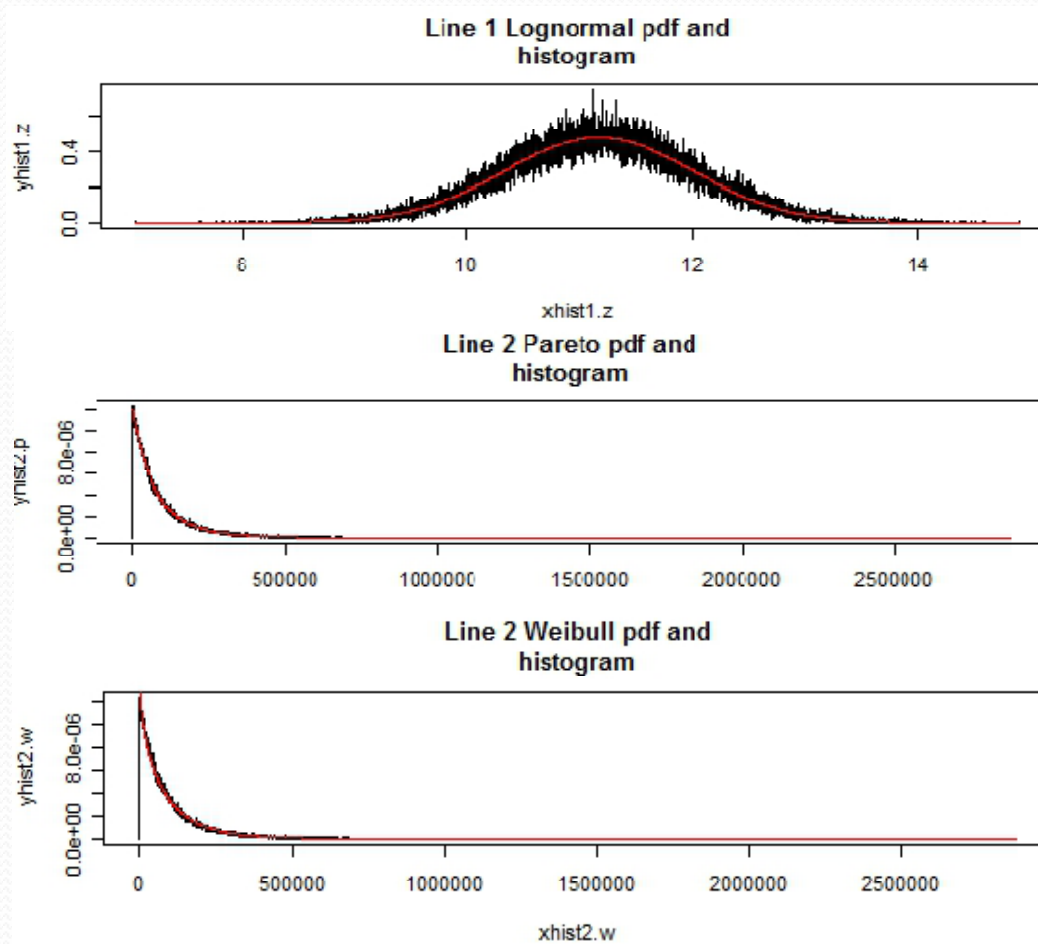 Line 1 Lognormal pdf and
histogram
yhist1.z
0.4
0.0
8
10
12
14
xhist1.z
Line 2 Pareto pdf and
histogram
yhist2.p
8.0e-06
0.0e+00
0
500000
1000000
1500000
2000000
2500000
Line 2 Weibull pdf and
histogram
yhist2.w
8.0e-06
0.0e+00
0
500000
1000000
1500000
2000000
2500000
xhist2.w